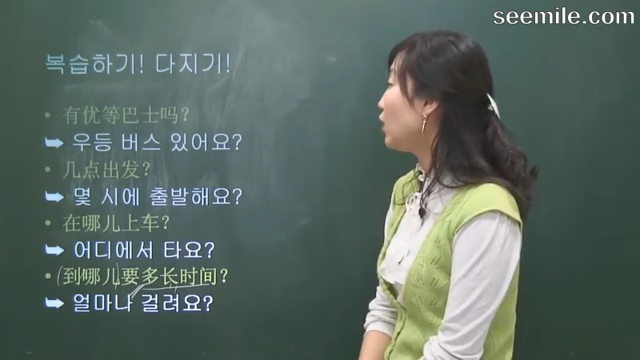 seemile.com
복습하기! 다지기!
• 有优等巴士吗?
➥ 우등 버스 있어요?
• 几点出发?
➥ 몇 시에 출발해요?
• 在哪儿上车?
➥ 어디에서 타요?
• (到哪儿)要多长时间?
➥ 얼마나 걸려요?